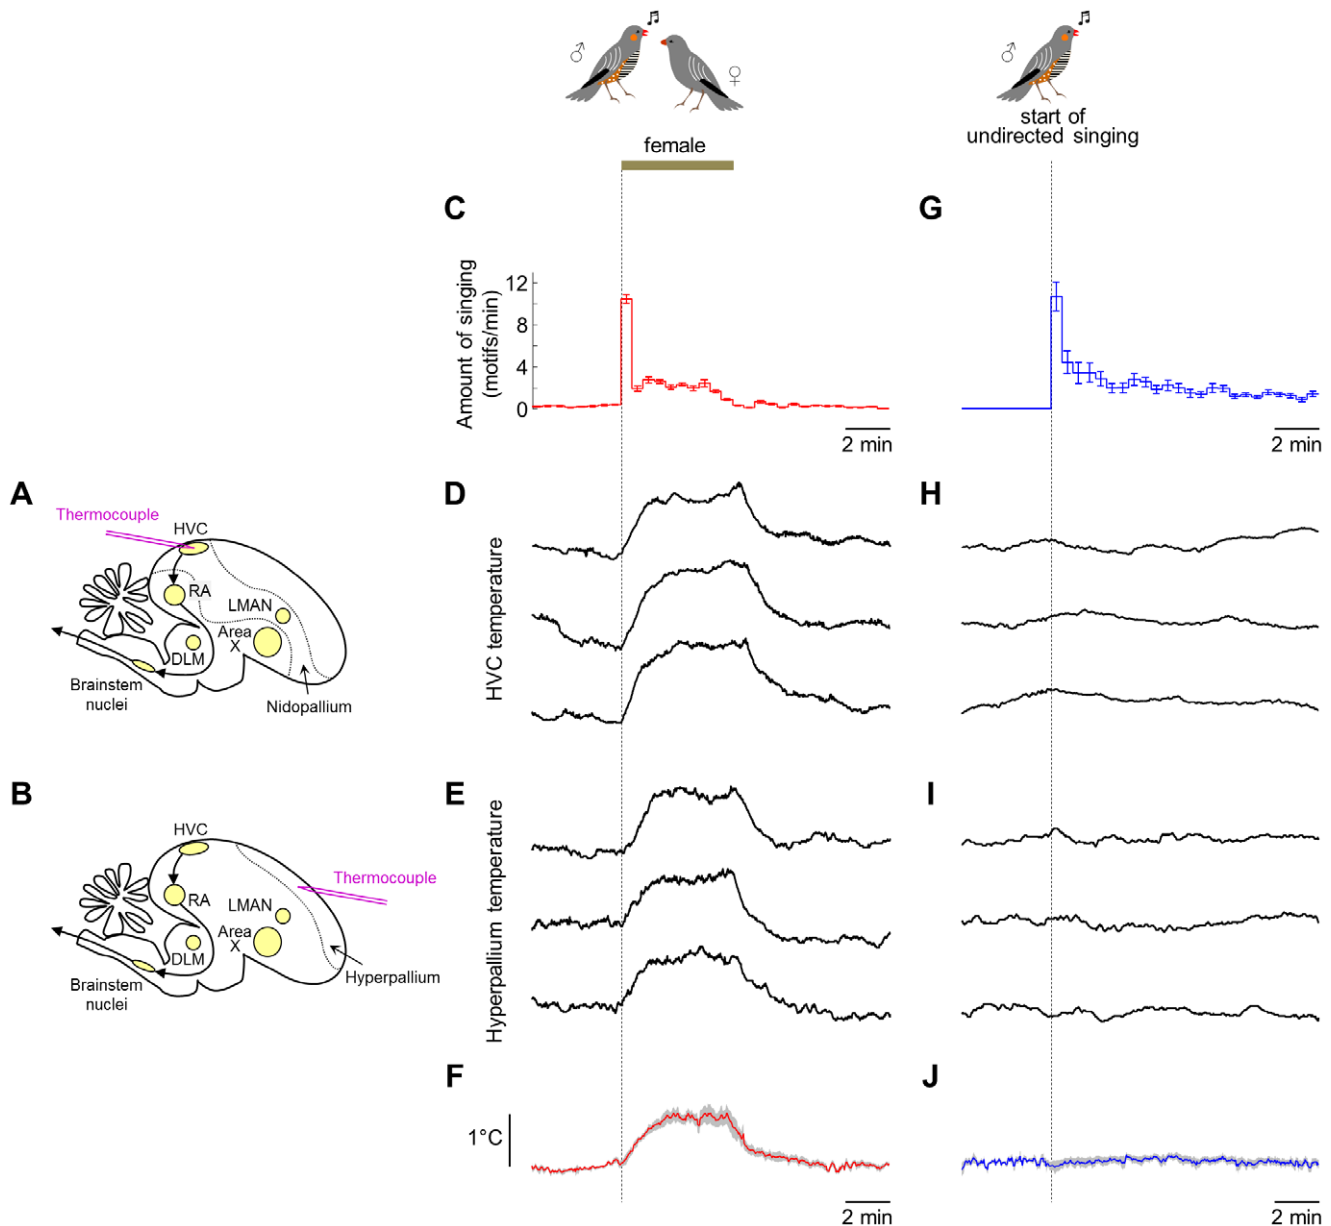 ♂
♀
female
♂
start of
undirected singing
C
G
Amount of singing
(motifs/min)
12
8
4
0
2 min
2 min
A
Thermocouple
HVC
RA
LMAN
Area
X
DLM
Brainstem
nuclei
Nidopallium
D
HVC temperature
H
B
HVC
Thermocouple
RA
LMAN
Area
X
DLM
Brainstem
nuclei
Hyperpallium
E
Hyperpallium temperature
I
F
1°C
2 min
J
2 min